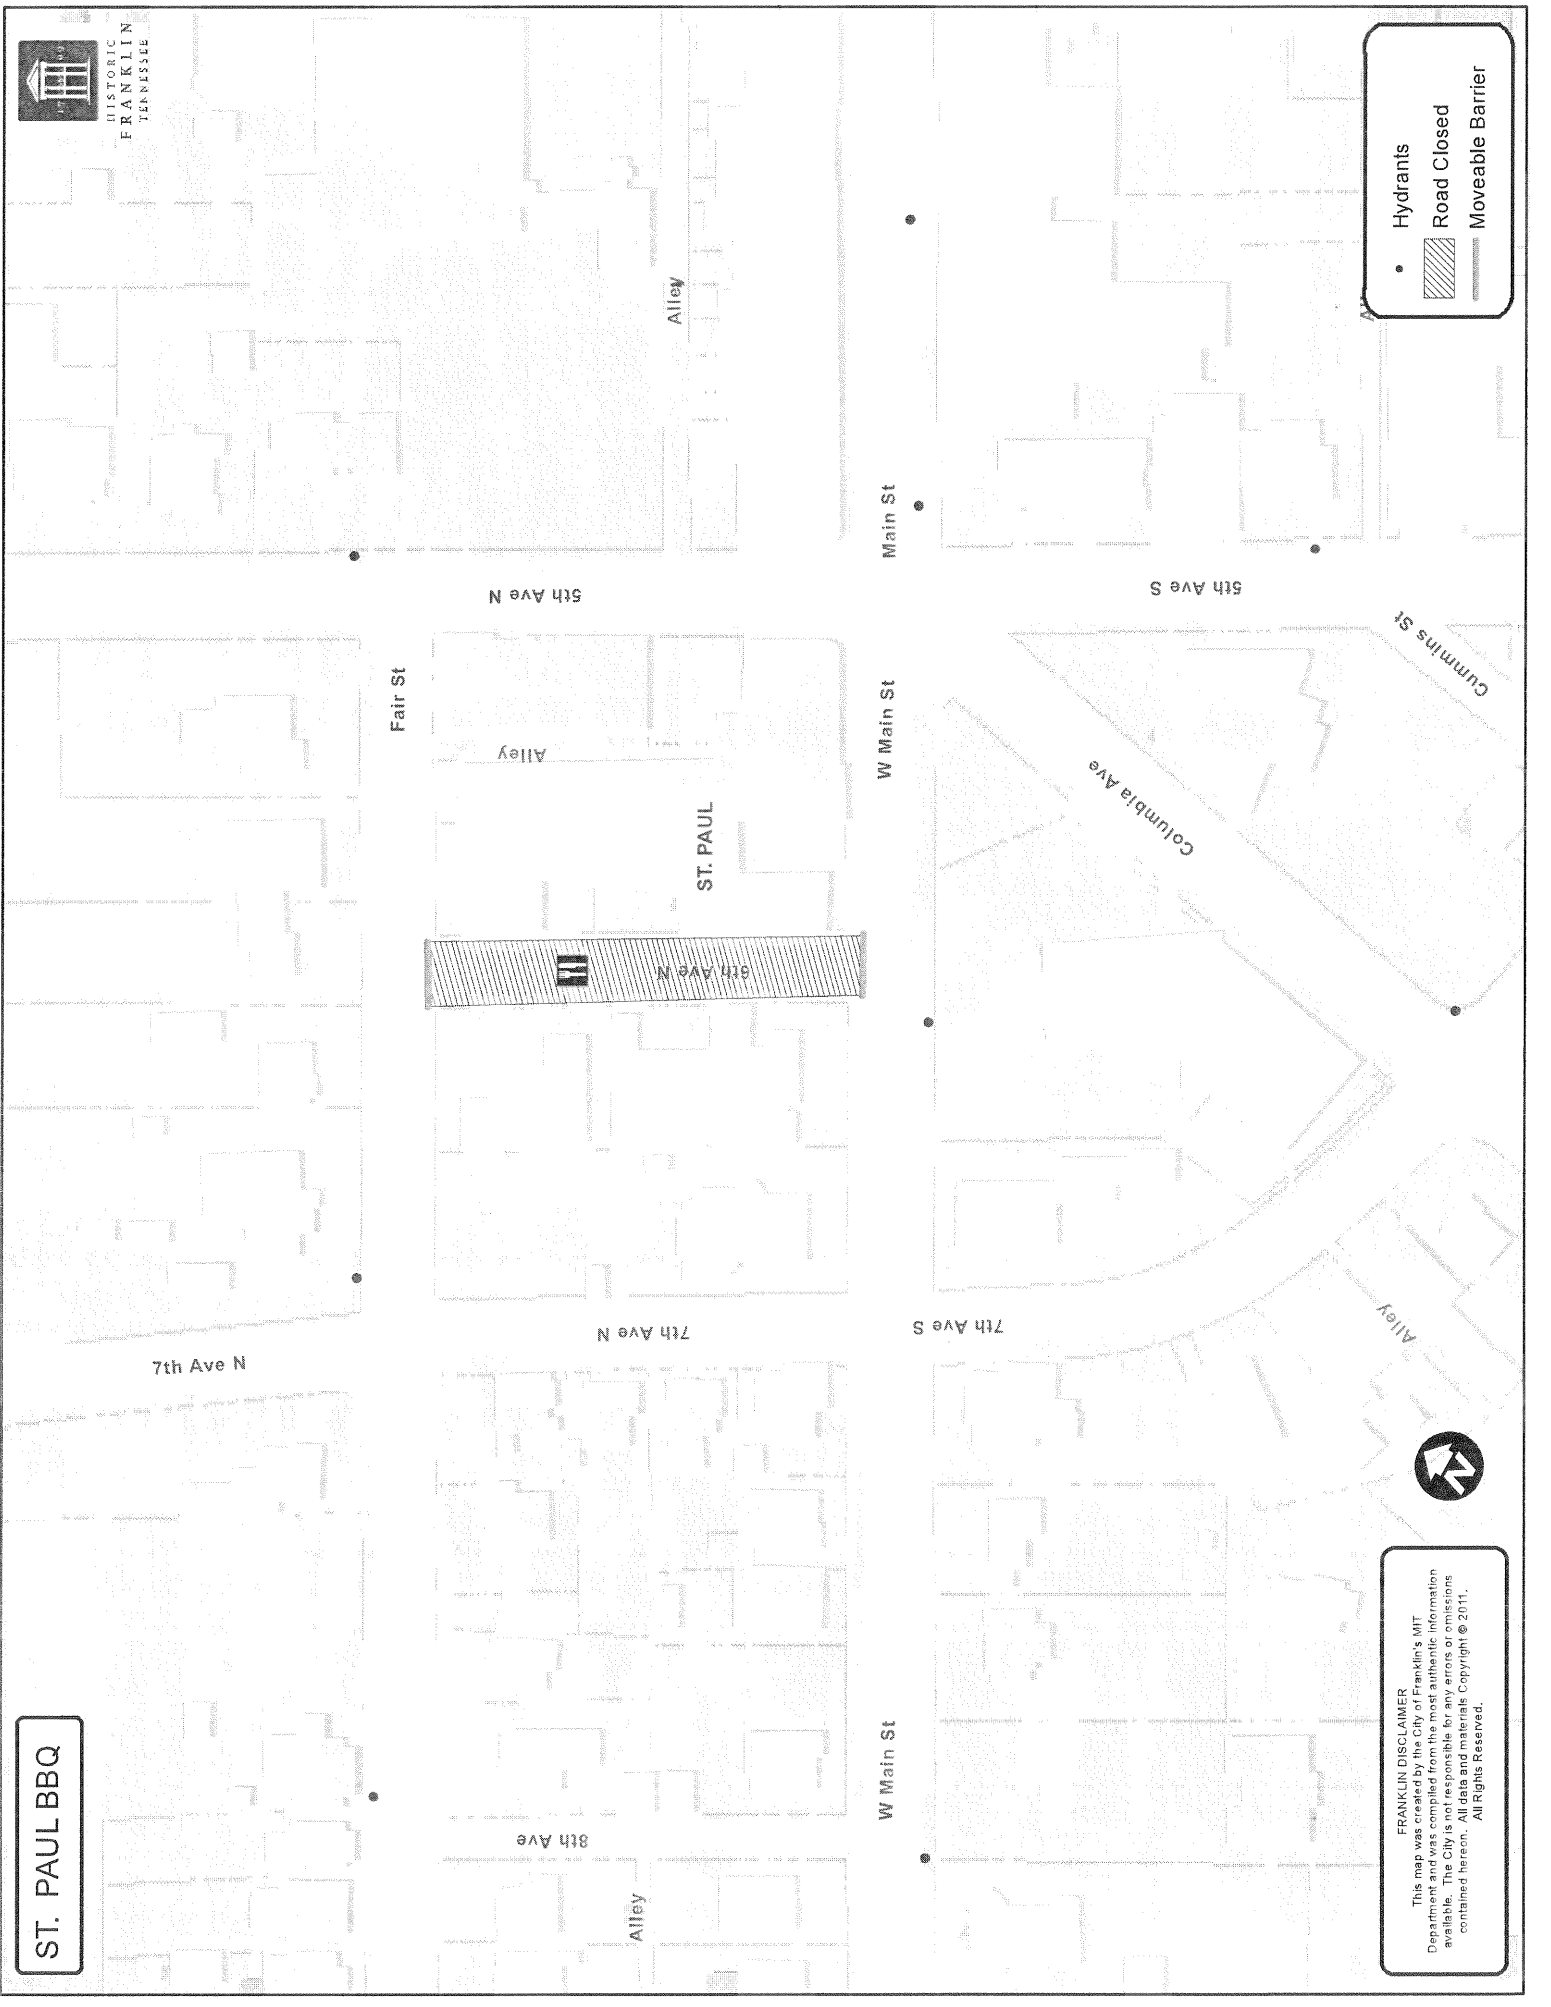 ST. PAUL BBQ
HISTORIC
FRANKLIN
TENNESSEE
7th Ave N
Fair St
5th Ave N
Alley
Alley
8th Ave
Alley
7th Ave N
6th Ave N
ST. PAUL
W Main St
W Main St
Main St
7th Ave S
Columbia Ave
5th Ave S
Cummins St
Alley
N
FRANKLIN DISCLAIMER
This map was created by the City of Franklin's MIT
Department and was compiled from the most authentic information
available. The City is not responsible for any errors or omissions
contained hereon. All data and materials Copyright © 2011.
All Rights Reserved.
Hydrants
Road Closed
Moveable Barrier